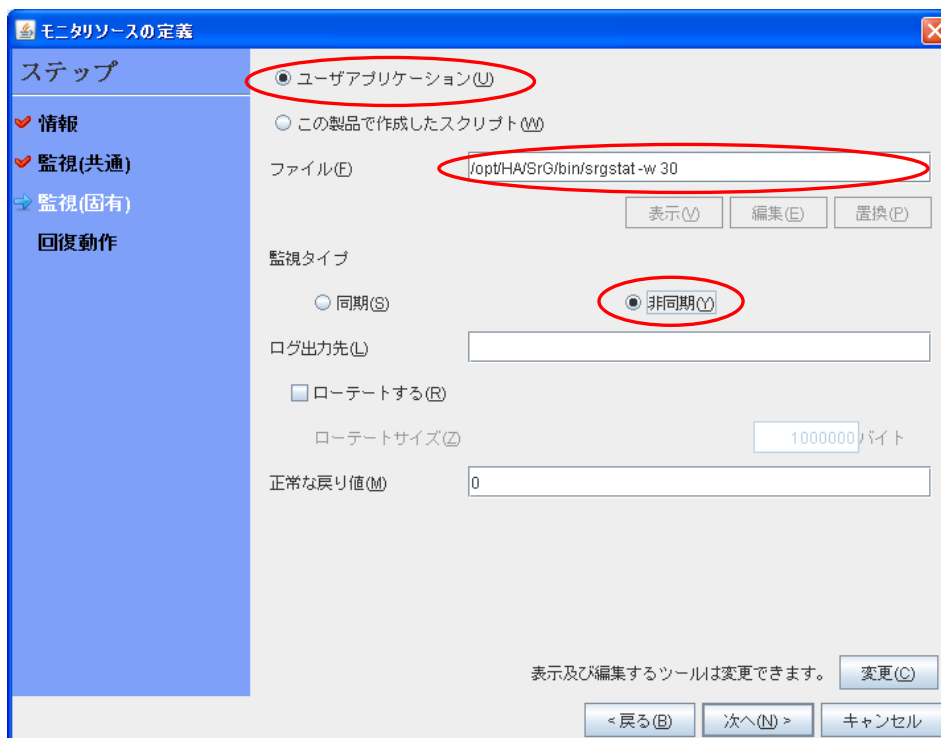 モニタリソースの定義
ステップ
情報
監視(共通)
監視(固有)
回復動作
ユーザアプリケーション(U)
この製品で作成したスクリプト(W)
ファイル(F) /opt/HA/SrG/bin/srgstat -w 30
表示(V) 編集(E) 置換(P)
監視タイプ
同期(S) 非同期(Y)
ログ出力先(L)
ローテートする(R)
ローテートサイズ(Z) 1000000 バイト
正常な戻り値(M) 0
表示及び編集するツールは変更できます。 変更(C)
<戻る(B) 次へ(N)> キャンセル